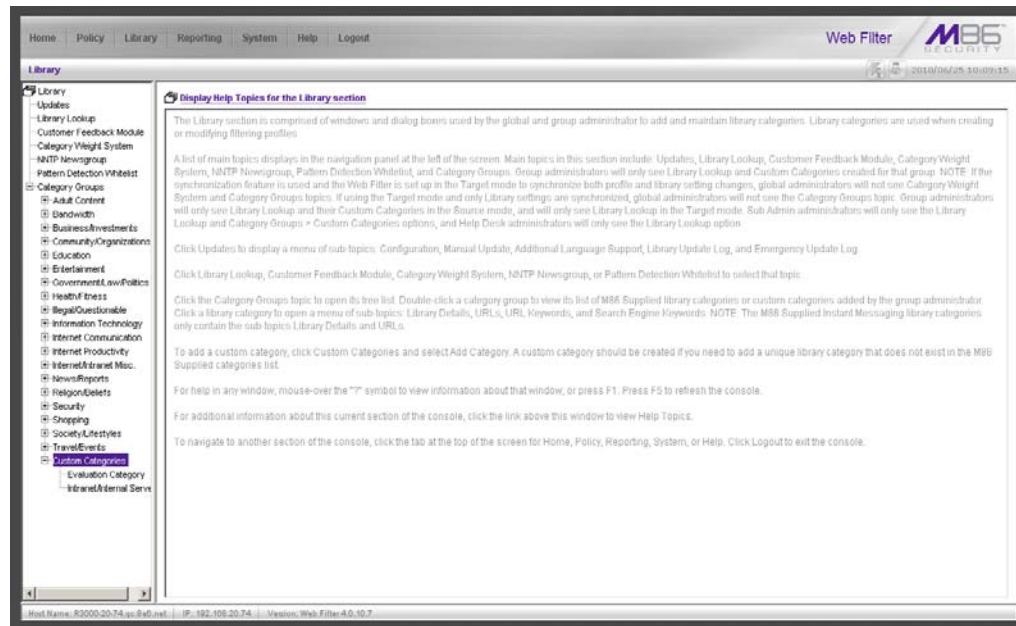 Home Policy Library Reporting System Help Logout
Web Filter
M86
SECURITY
Library
2010/06/25 10:09:15
Library
Updates
Library Lookup
Customer Feedback Module
Category Weight System
NNTP Newsgroup
Pattern Detection Whitelist
Category Groups
Adult Content
Bandwidth
Business/Investments
Community/Organizations
Education
Entertainment
Government/Law/Politics
Health/Fitness
Illegal/Questionable
Information Technology
Internet Communication
Internet Productivity
Internet/Intranet Misc.
News/Reports
Religion/Beliefs
Security
Shopping
Society/Lifestyles
Travel/Events
Custom Categories
Evaluation Category
Intranet/Internal Serve
Display Help Topics for the Library section
The Library section is comprised of windows and dialog boxes used by the global and group administrator to add and maintain library categories. Library categories are used when creating
or modifying filtering profiles.
A list of main topics displays in the navigation panel at the left of the screen. Main topics in this section include: Updates, Library Lookup, Customer Feedback Module, Category Weight
System, NNTP Newsgroup, Pattern Detection Whitelist, and Category Groups. Group administrators will only see Library Lookup and Custom Categories created for that group. NOTE: If the
synchronization feature is used and the Web Filter is set up in the Target mode to synchronize both profile and library setting changes, global administrators will not see Category Weight
System and Category Groups topics. If using the Target mode and only Library settings are synchronized, global administrators will not see the Category Groups topic. Group administrators
will only see Library Lookup and their Custom Categories in the Source mode, and will only see Library Lookup in the Target mode. Sub Admin administrators will only see the Library
Lookup and Category Groups > Custom Categories options, and Help Desk administrators will only see the Library Lookup option.
Click Updates to display a menu of sub-topics: Configuration, Manual Update, Additional Language Support, Library Update Log, and Emergency Update Log.
Click Library Lookup, Customer Feedback Module, Category Weight System, NNTP Newsgroup, or Pattern Detection Whitelist to select that topic.
Click the Category Groups topic to open its tree list. Double-click a category group to view its list of M86 Supplied library categories or custom categories added by the group administrator.
Click a library category to open a menu of sub-topics: Library Details, URLs, URL Keywords, and Search Engine Keywords. NOTE: The M86 Supplied Instant Messaging library categories
only contain the sub-topics Library Details and URLs.
To add a custom category, click Custom Categories and select Add Category. A custom category should be created if you need to add a unique library category that does not exist in the M86
Supplied categories list.
For help in any window, mouse-over the "?" symbol to view information about that window, or press F1. Press F5 to refresh the console.
For additional information about this current section of the console, click the link above this window to view Help Topics.
To navigate to another section of the console, click the tab at the top of the screen for Home, Policy, Reporting, System, or Help. Click Logout to exit the console.
Host Name: R3000-20-74.qc.8e6.net IP: 192.168.20.74 Version: Web Filter 4.0.10.7